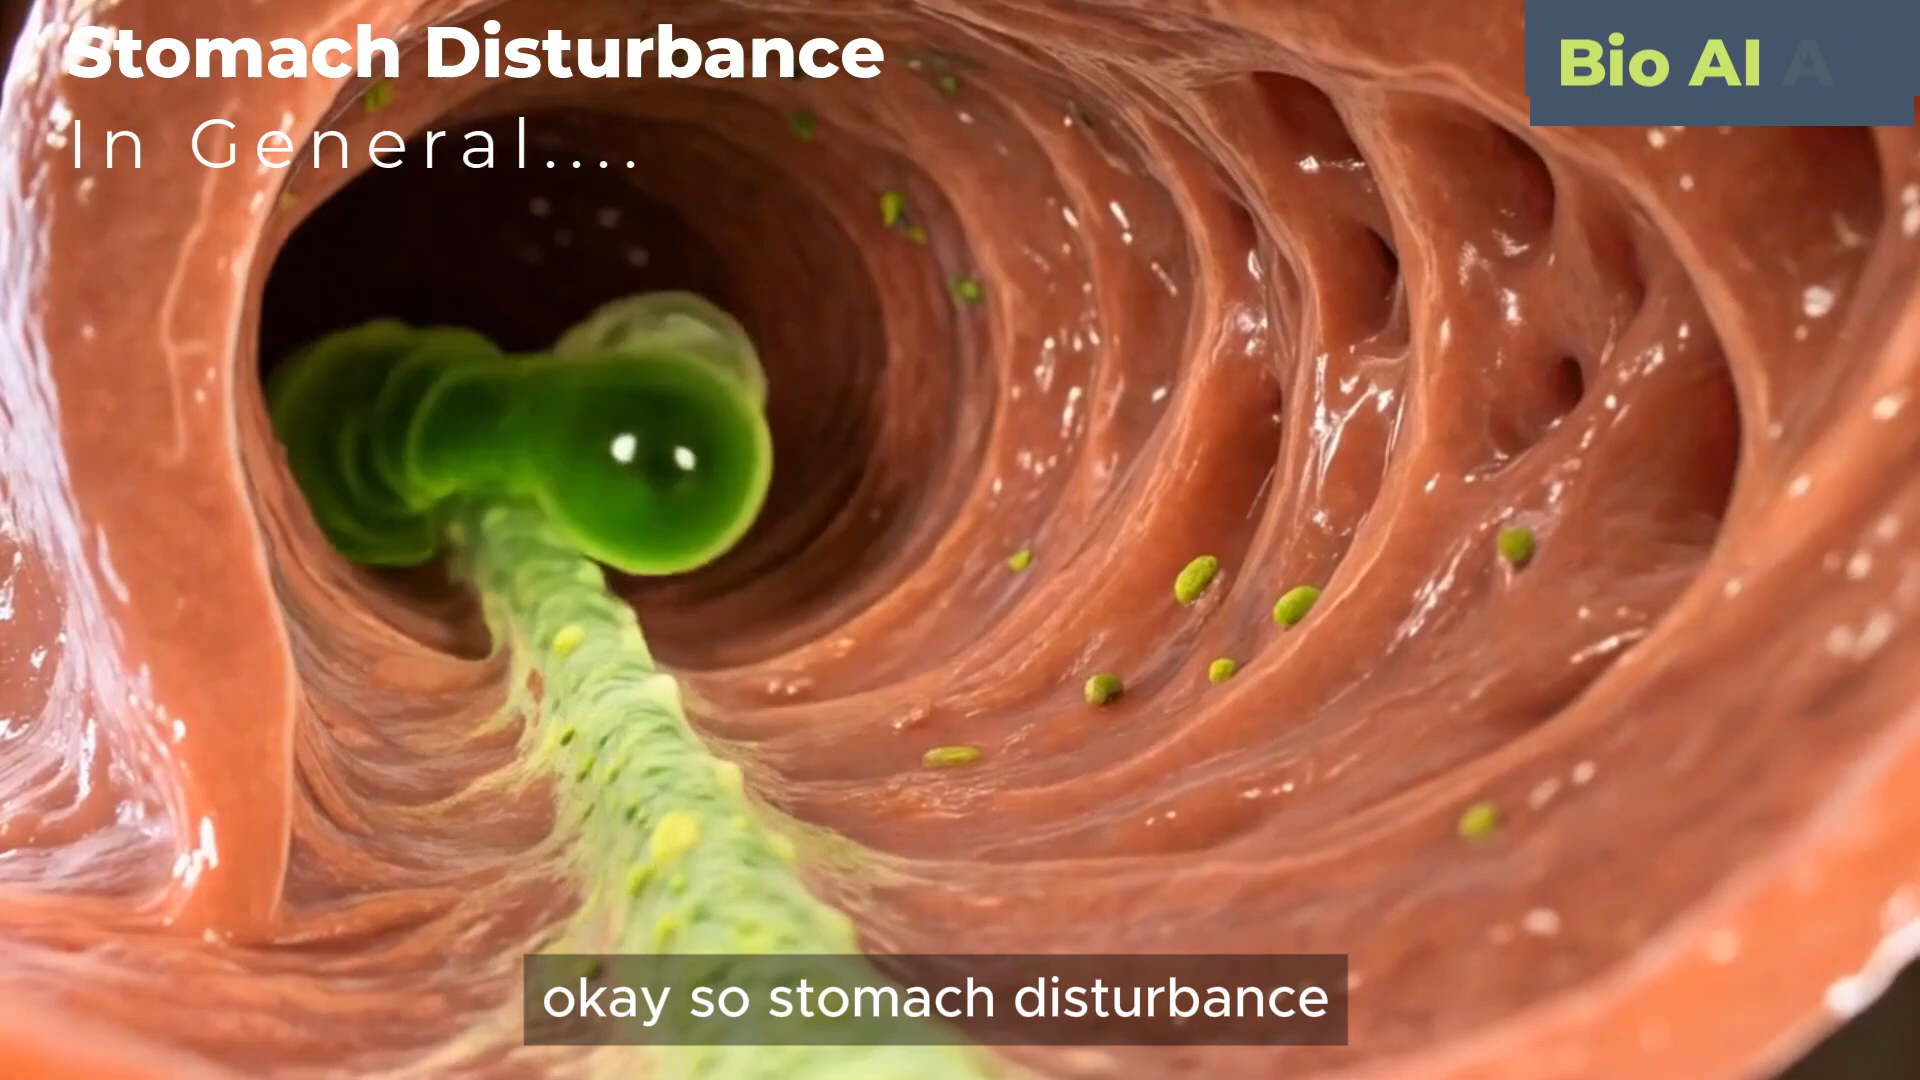 Stomach Disturbance
In General....
Bio AI A
okay so stomach disturbance